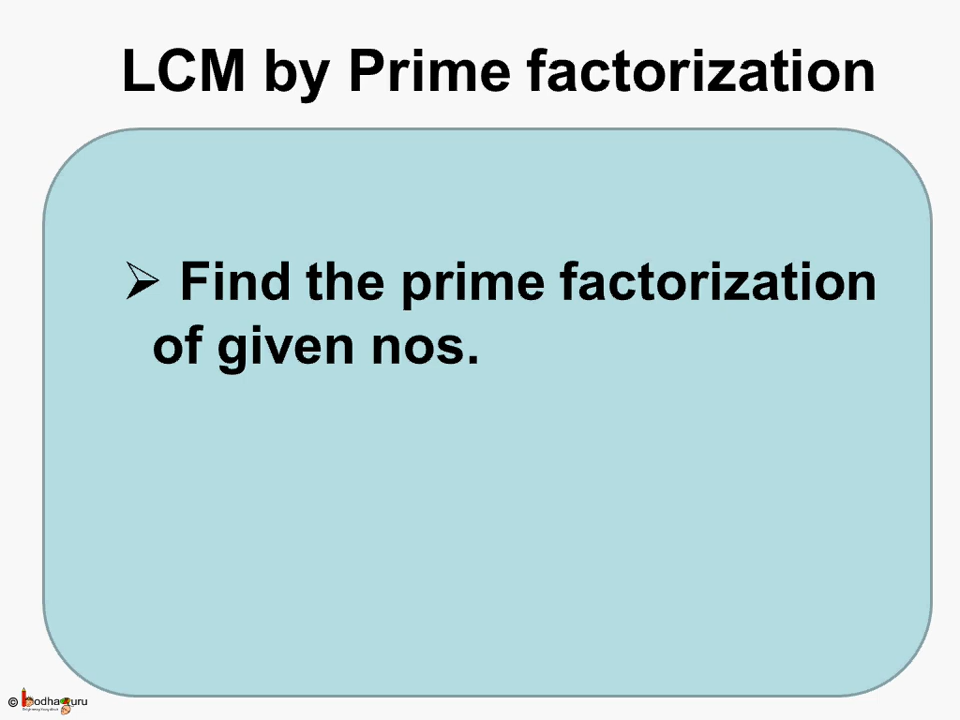 LCM by Prime factorization
➢ Find the prime factorization
of given nos.
© bodhaguru